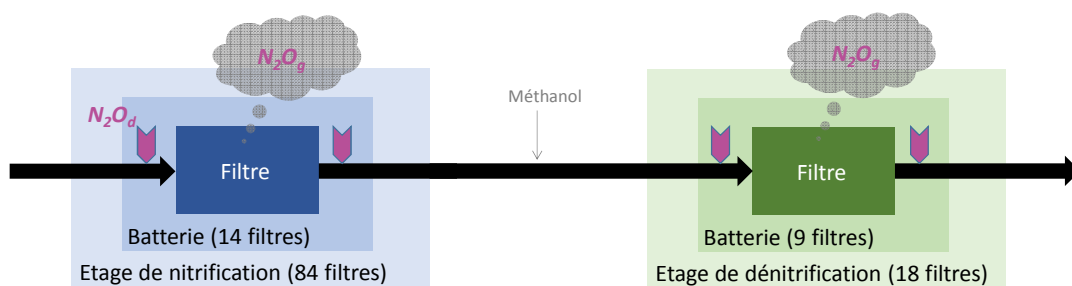 N₂Og
N₂Og
N₂Od
Méthanol
Filtre
Filtre
Batterie (14 filtres)
Batterie (9 filtres)
Etage de nitrification (84 filtres)
Etage de dénitrification (18 filtres)